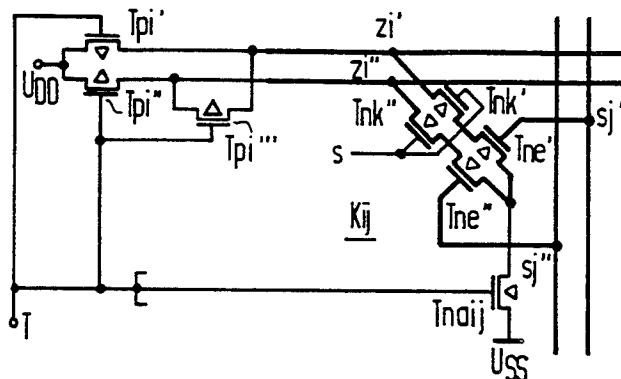 Tpi'
zi'
UDD
zi"
Tpi"
Tnk"
Tnk'
sj'
Tpi'''
Tne'
s
Tne"
Kij
sj"
Tnaij
T
USS